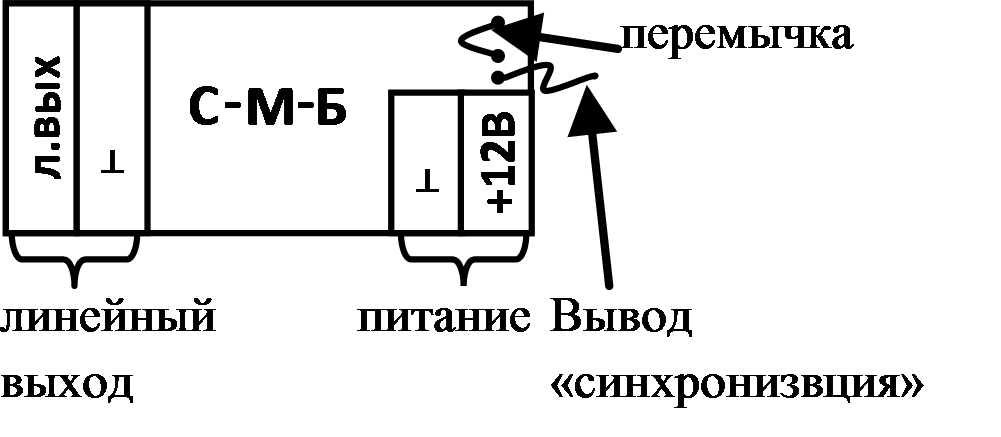 перемычка
л.вых
⊥
С-М-Б
⊥
+12В
линейный
выход
питание
Вывод
«синхронизвция»